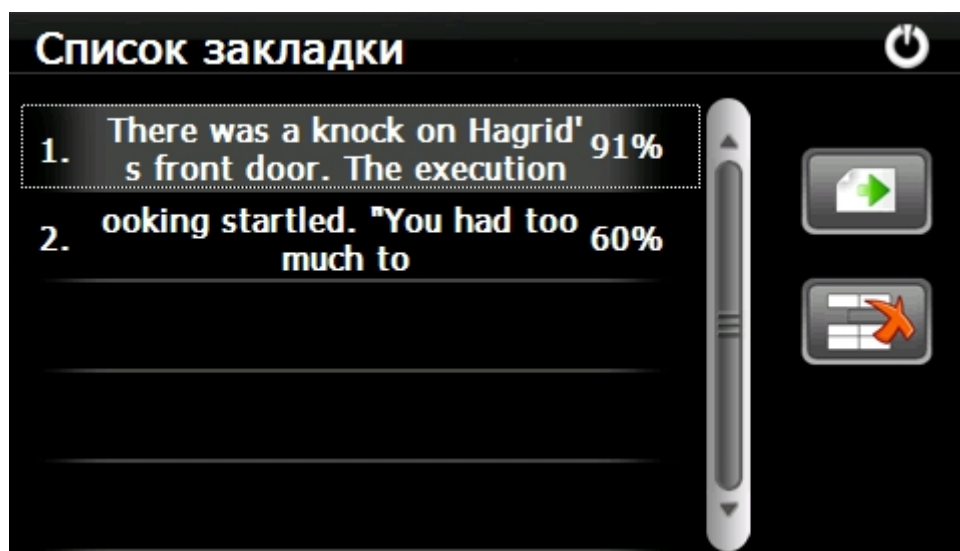 Список закладки
1. There was a knock on Hagrid' 91%
s front door. The execution
2. ooking startled. "You had too 60%
much to